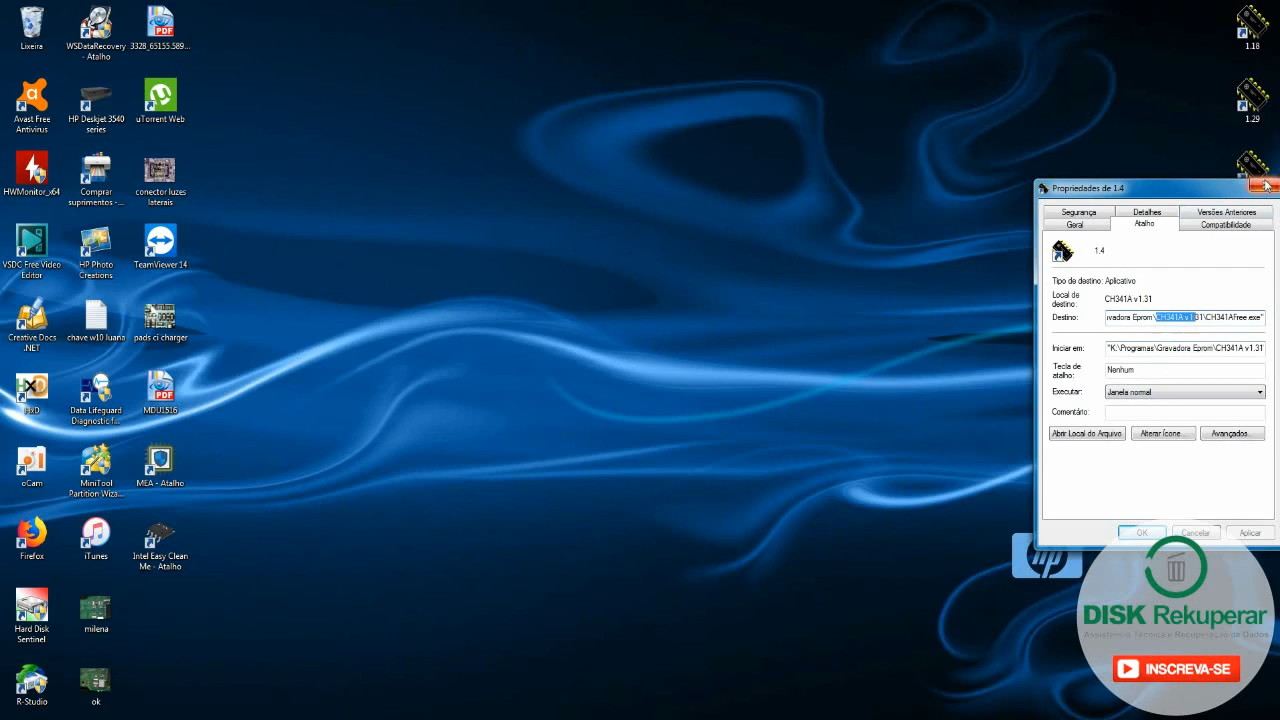 Lixeira
WSDataRecovery
- Atalho
3328_65155.589...
Avast Free
Antivirus
HP Deskjet 3540
series
uTorrent Web
HWMonitor_x64
Comprar
suprimentos -...
conector luzes
laterais
VSDC Free Video
Editor
HP Photo
Creations
TeamViewer 14
Creative Docs
.NET
chave w10 luana
pads ci charger
HxD
Data Lifeguard
Diagnostic f...
MDU1516
oCam
MiniTool
Partition Wiza...
MEA - Atalho
Firefox
iTunes
Intel Easy Clean
Me - Atalho
Hard Disk
Sentinel
milena
R-Studio
ok
1.18
1.29
Propriedades de 1.4
Segurança
Detalhes
Versões Anteriores
Geral
Atalho
Compatibilidade
1.4
Tipo de destino: Aplicativo
Local de
destino:
CH341A v1.31
Destino:
ivadora Eprom\CH341A v1.31\CH341AFree.exe"
Iniciar em:
"K:\Programas\Gravadora Eprom\CH341A v1.31"
Tecla de
atalho:
Nenhum
Executar:
Janela normal
Comentário:
Abrir Local do Arquivo
Alterar Ícone...
Avançados...
OK
Cancelar
Aplicar
hp
DISK Rekuperar
Assistência Técnica e Recuperação de Dados
INSCREVA-SE